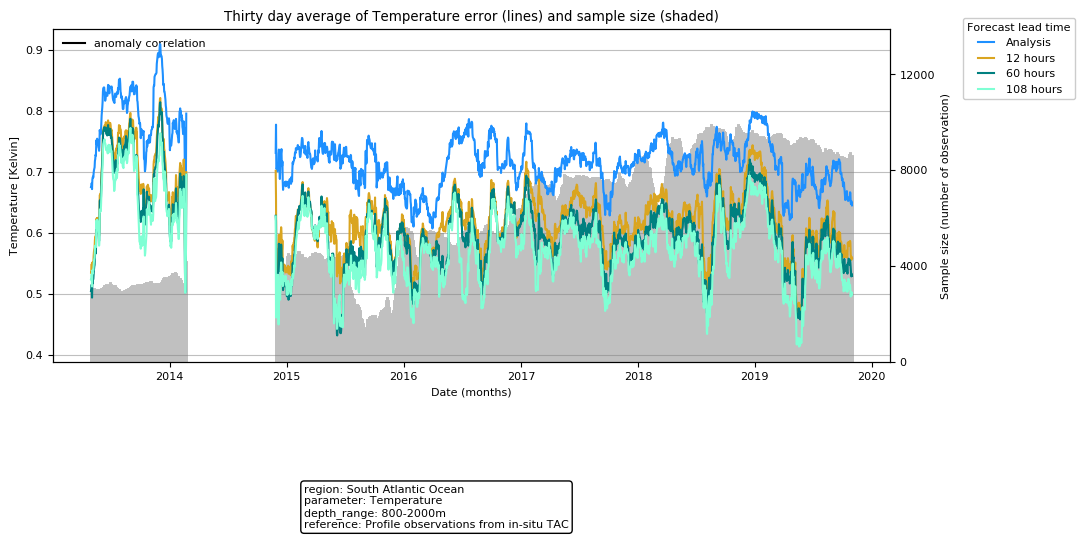 Thirty day average of Temperature error (lines) and sample size (shaded)
anomaly correlation
Forecast lead time
Analysis
12 hours
60 hours
108 hours
Temperature [Kelvin]
0.9
0.8
0.7
0.6
0.5
0.4
Sample size (number of observation)
12000
8000
4000
0
2014 2015 2016 2017 2018 2019 2020
Date (months)
region: South Atlantic Ocean
parameter: Temperature
depth_range: 800-2000m
reference: Profile observations from in-situ TAC